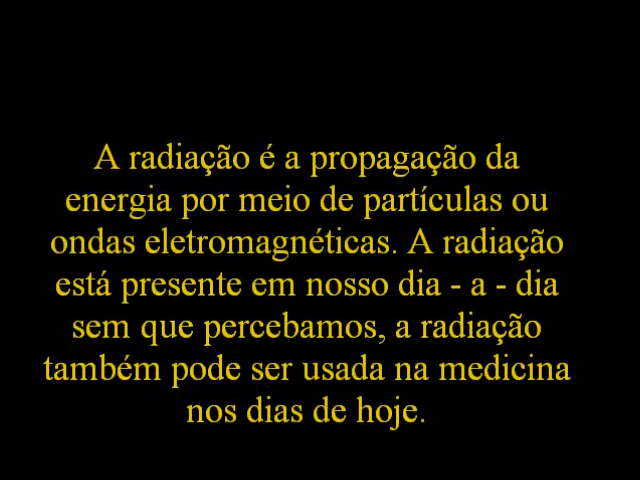 A radiação é a propagação da
energia por meio de partículas ou
ondas eletromagnéticas. A radiação
está presente em nosso dia - a - dia
sem que percebamos, a radiação
também pode ser usada na medicina
nos dias de hoje.